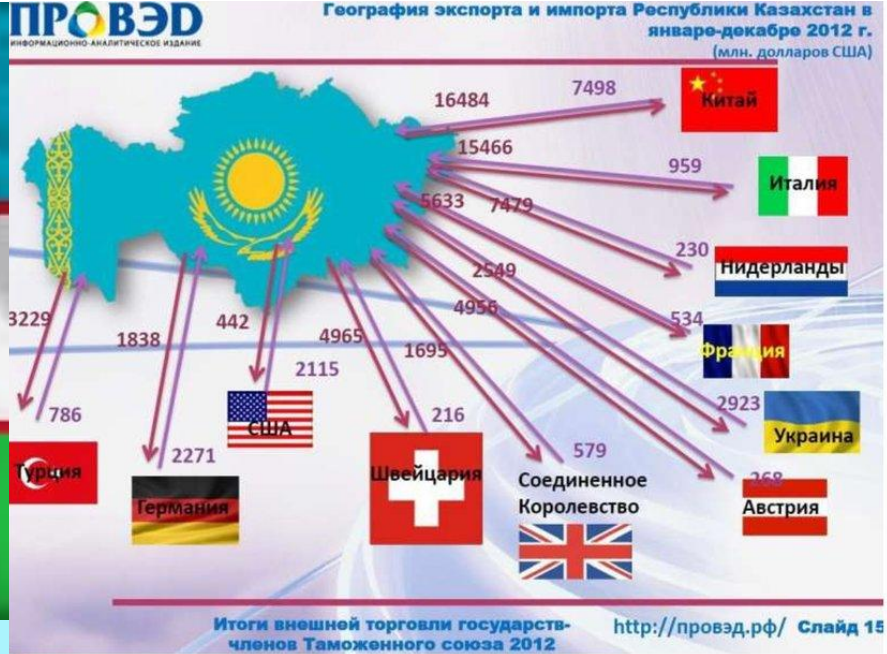 ПРОВЭД
ИНФОРМАЦИОННО-АНАЛИТИЧЕСКОЕ ИЗДАНИЕ
География экспорта и импорта Республики Казахстан в
январе-декабре 2012 г.
(млн. долларов США)
16484
7498
Китай
15466
959
Италия
5633
7479
230
Нидерланды
2549
4956
534
Франция
3229
1838
442
4965
1695
2115
2923
Украина
786
США
216
2271
579
268
Турция
Германия
Швейцария
Соединенное
Королевство
Австрия
Итоги внешней торговли государств-
членов Таможенного союза 2012
http://провэд.рф/ Слайд 15